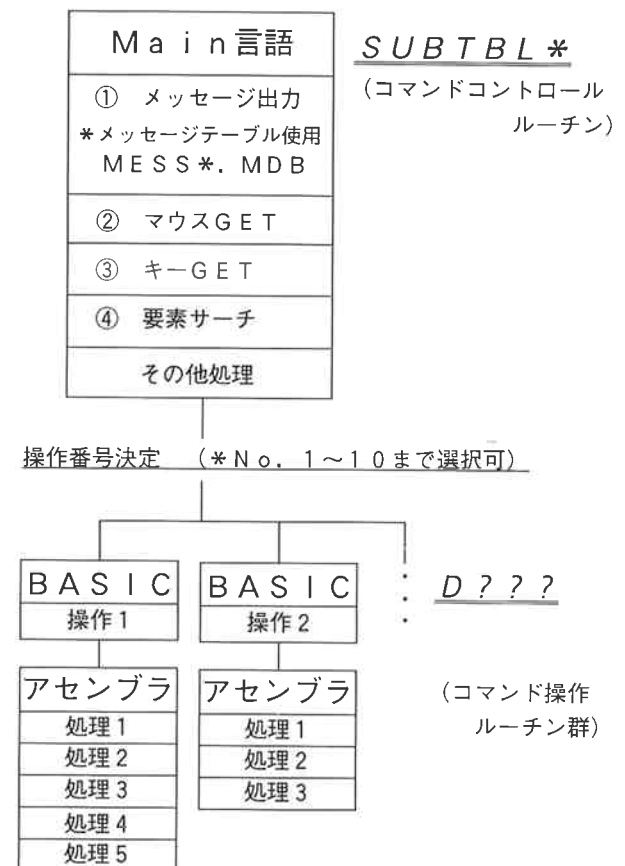 Main言語
SUBTBL*
(コマンドコントロール
ルーチン)
① メッセージ出力
*メッセージテーブル使用
MESS*.MDB
② マウスGET
③ キーGET
④ 要素サーチ
その他処理
操作番号決定 (*No.1~10まで選択可)
BASIC
操作1
BASIC
操作2
D???
アセンブラ
処理1
処理2
処理3
処理4
処理5
アセンブラ
処理1
処理2
処理3
(コマンド操作
ルーチン群)